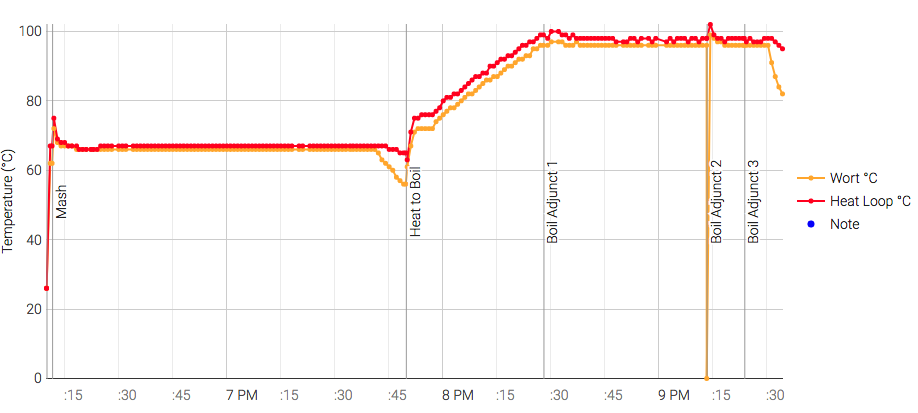 100
80
60
40
20
0
Temperature (°C)
Mash
Heat to Boil
Boil Adjunct 1
Boil Adjunct 2
Boil Adjunct 3
Wort °C
Heat Loop °C
Note
:15 :30 :45 7 PM :15 :30 :45 8 PM :15 :30 :45 9 PM :15 :30